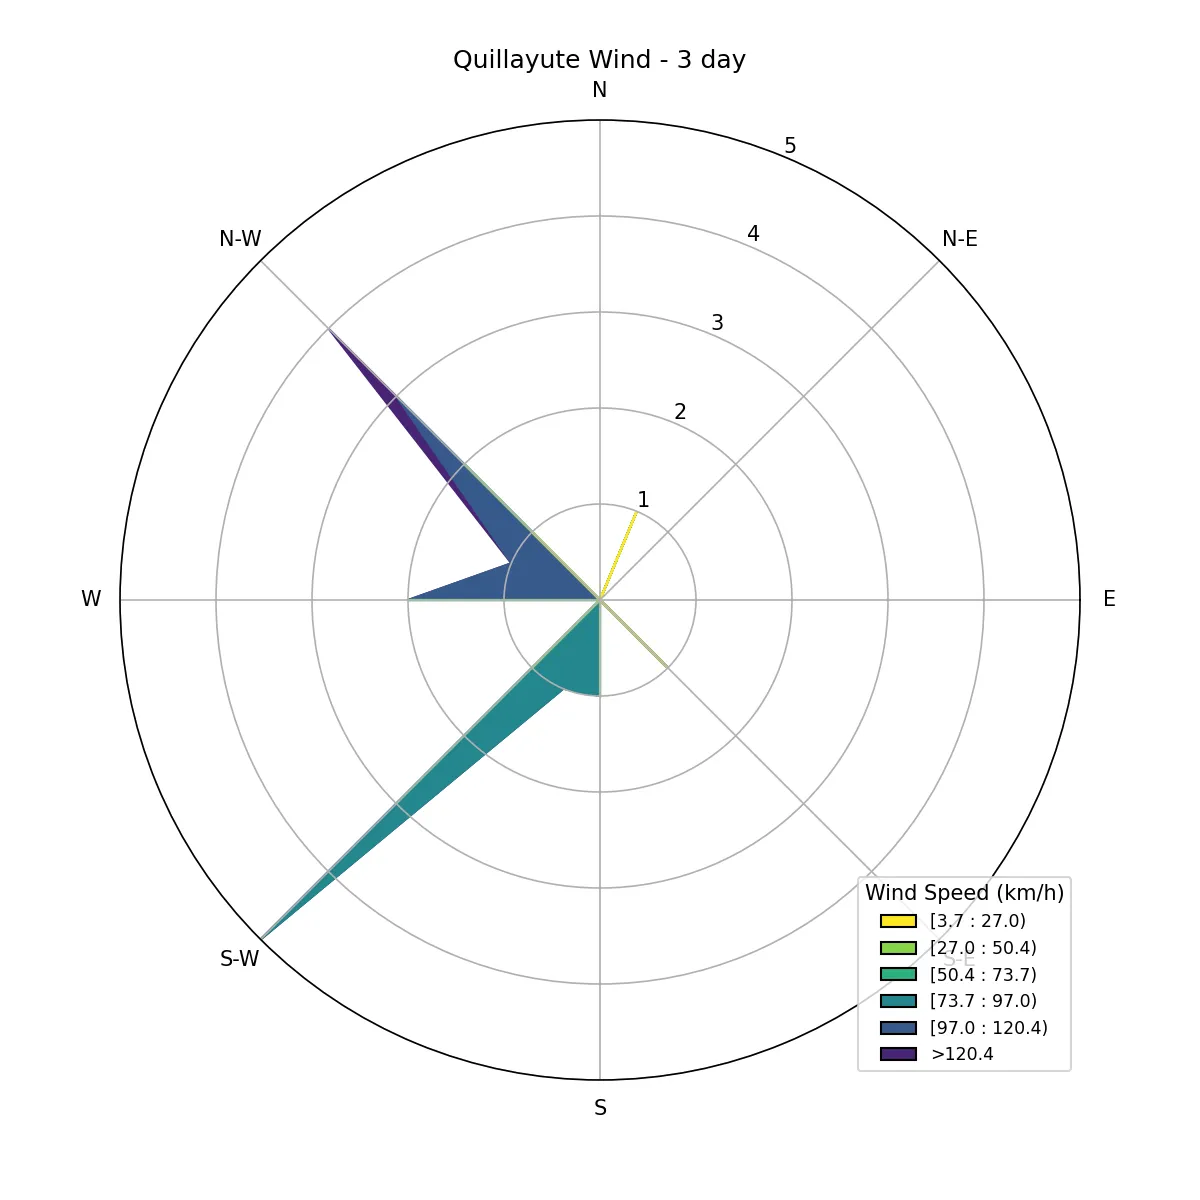 Quillayute Wind - 3 day
N
5
N-W
N-E
4
3
2
1
W
E
S-W
S-E
Wind Speed (km/h)
[3.7 : 27.0)
[27.0 : 50.4)
[50.4 : 73.7)
[73.7 : 97.0)
[97.0 : 120.4)
>120.4
S